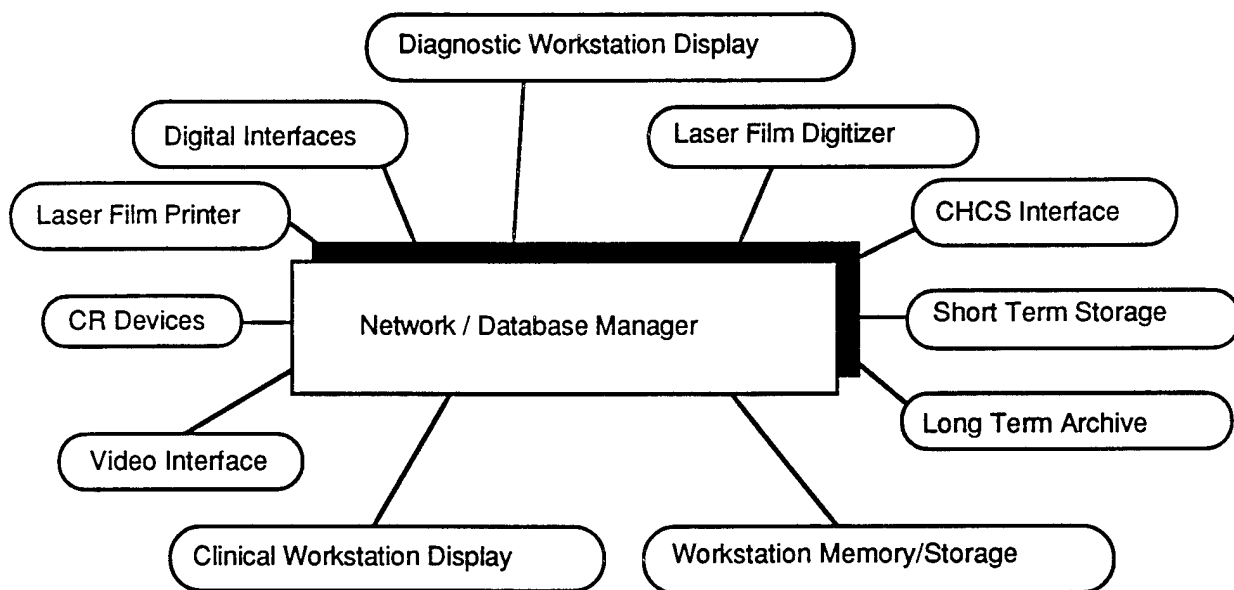 Diagnostic Workstation Display
Digital Interfaces
Laser Film Digitizer
Laser Film Printer
CHCS Interface
CR Devices
Network / Database Manager
Short Term Storage
Long Term Archive
Video Interface
Clinical Workstation Display
Workstation Memory/Storage